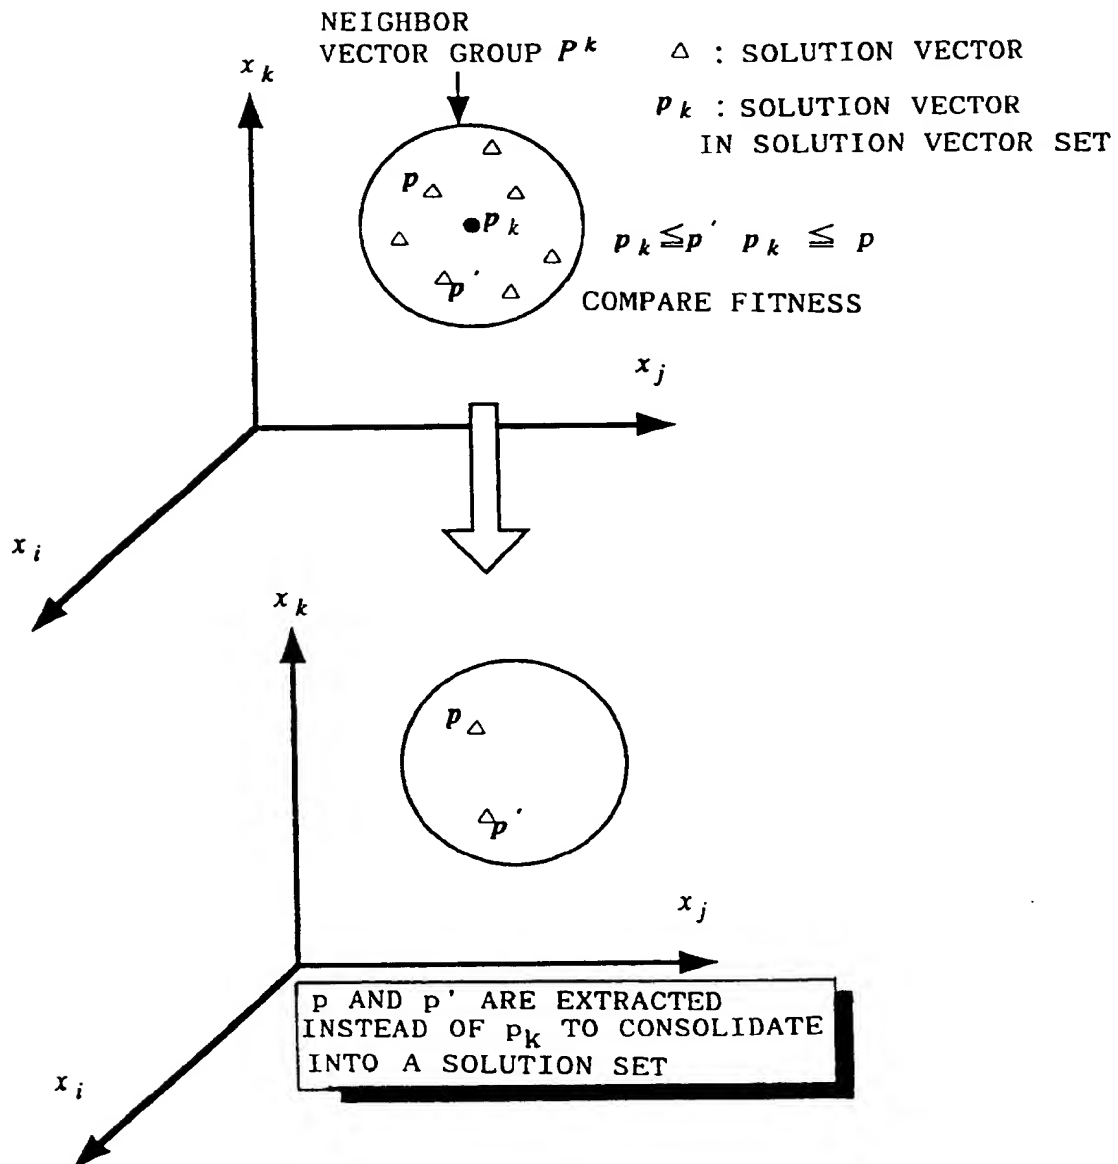 NEIGHBOR
VECTOR GROUP P^k
△ : SOLUTION VECTOR
p_k : SOLUTION VECTOR
IN SOLUTION VECTOR SET
x_k
p
p_k
p'
p_k ≦ p' p_k ≦ p
COMPARE FITNESS
x_j
x_i
x_k
p
p'
x_j
p AND p' ARE EXTRACTED
INSTEAD OF p_k TO CONSOLIDATE
INTO A SOLUTION SET
x_i